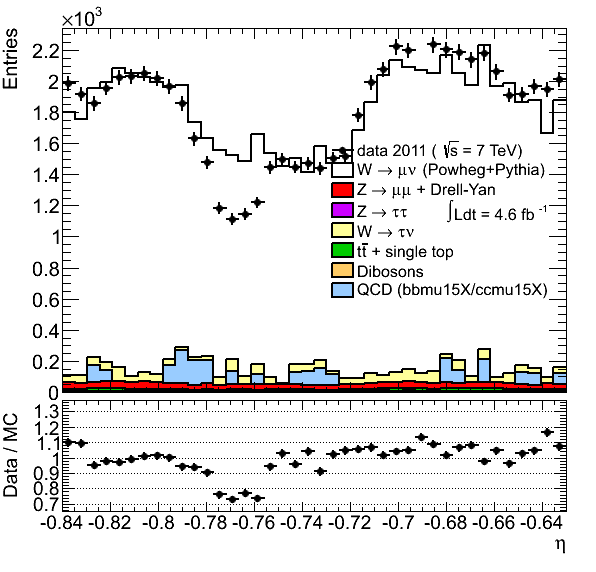 ×10³
Entries
2.2
2
1.8
1.6
1.4
1.2
1
0.8
0.6
0.4
0.2
0
data 2011 ( √s = 7 TeV)
W → μν (Powheg+Pythia)
Z → μμ + Drell-Yan
Z → ττ
∫Ldt = 4.6 fb⁻¹
W → τν
tt̄ + single top
Dibosons
QCD (bbmu15X/ccmu15X)
Data / MC
1.3
1.2
1.1
1
0.9
0.8
0.7
-0.84 -0.82 -0.8 -0.78 -0.76 -0.74 -0.72 -0.7 -0.68 -0.66 -0.64
η